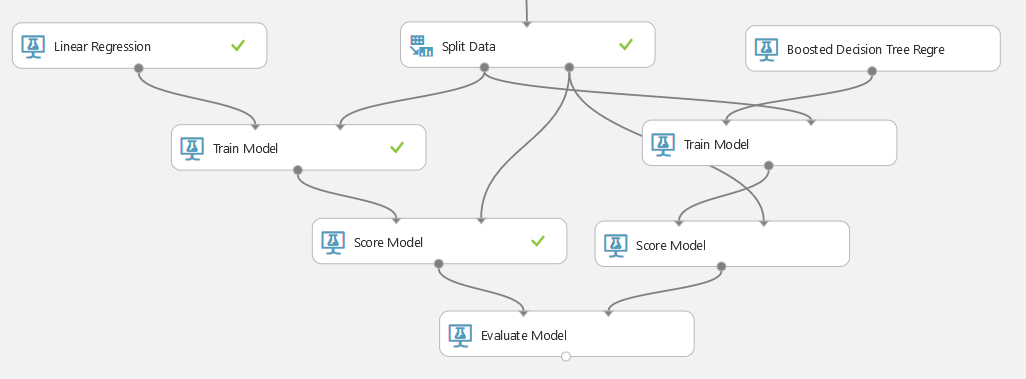 Linear Regression
Split Data
Boosted Decision Tree Regre
Train Model
Train Model
Score Model
Score Model
Evaluate Model